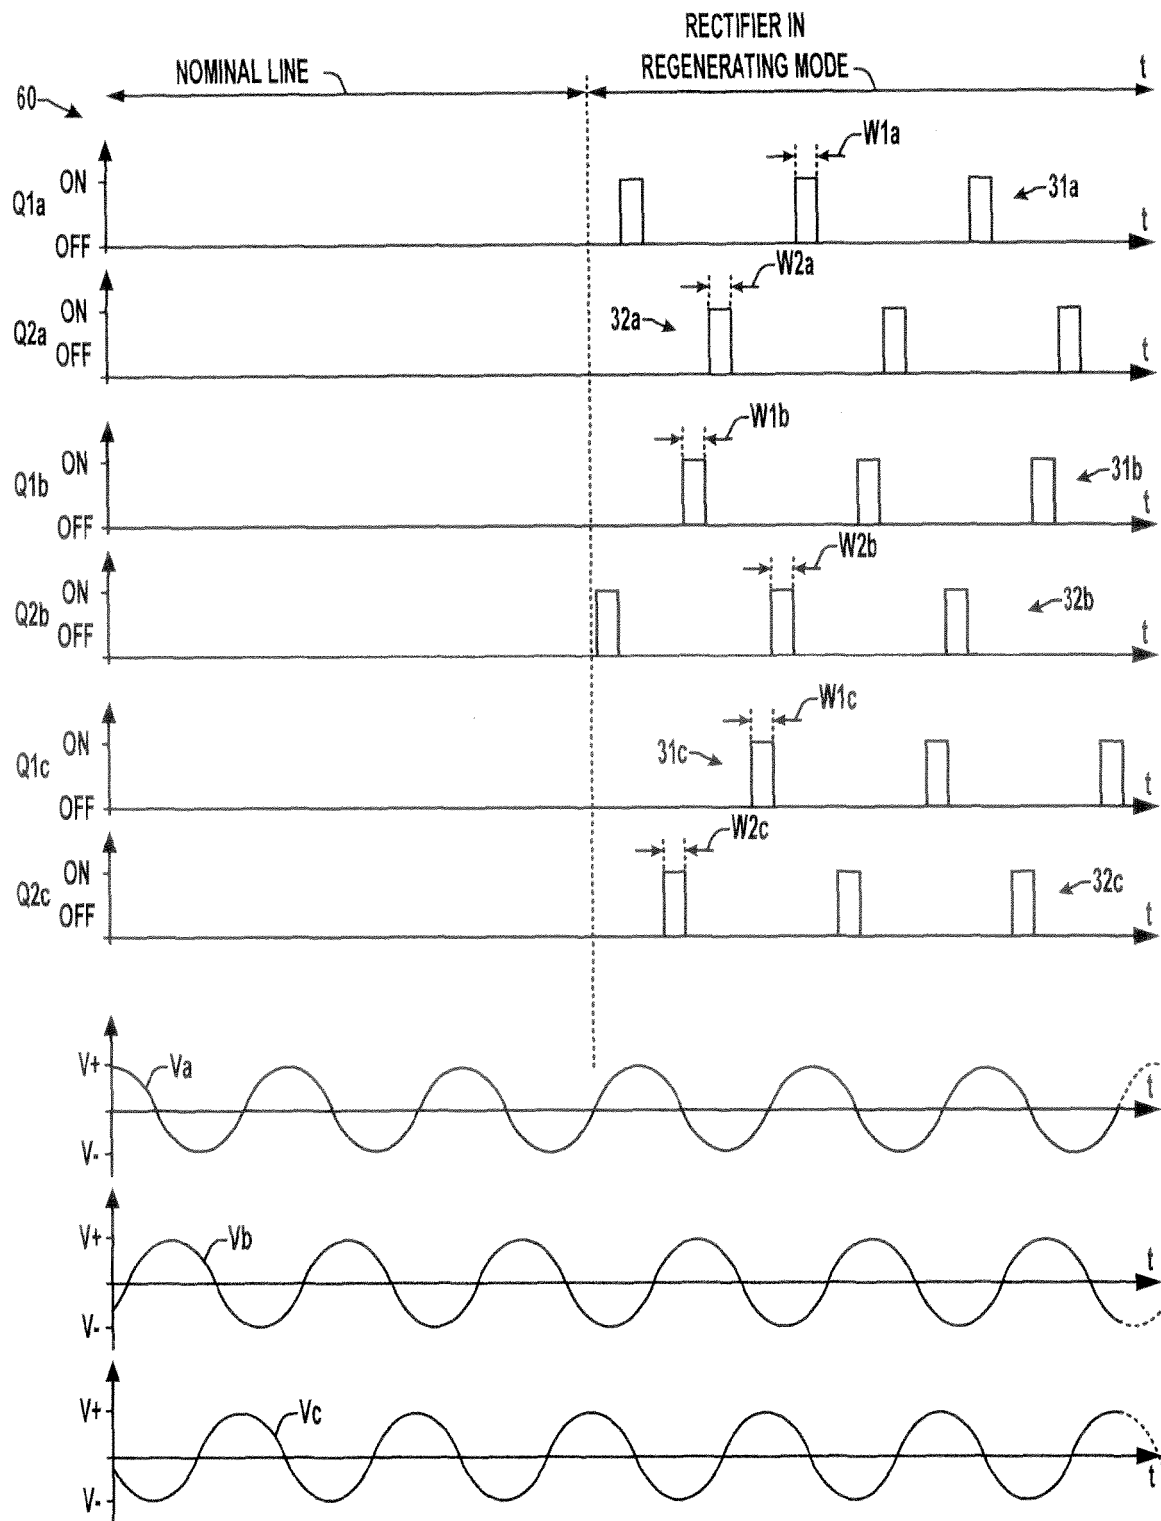 RECTIFIER IN
NOMINAL LINE
REGENERATING MODE
t
60
W1a
Q1a
ON
OFF
31a
t
W2a
Q2a
ON
OFF
32a
t
W1b
Q1b
ON
OFF
31b
t
W2b
Q2b
ON
OFF
32b
t
W1c
Q1c
ON
OFF
31c
t
W2c
Q2c
ON
OFF
32c
t
V+
Va
t
V-
V+
Vb
t
V-
V+
Vc
t
V-